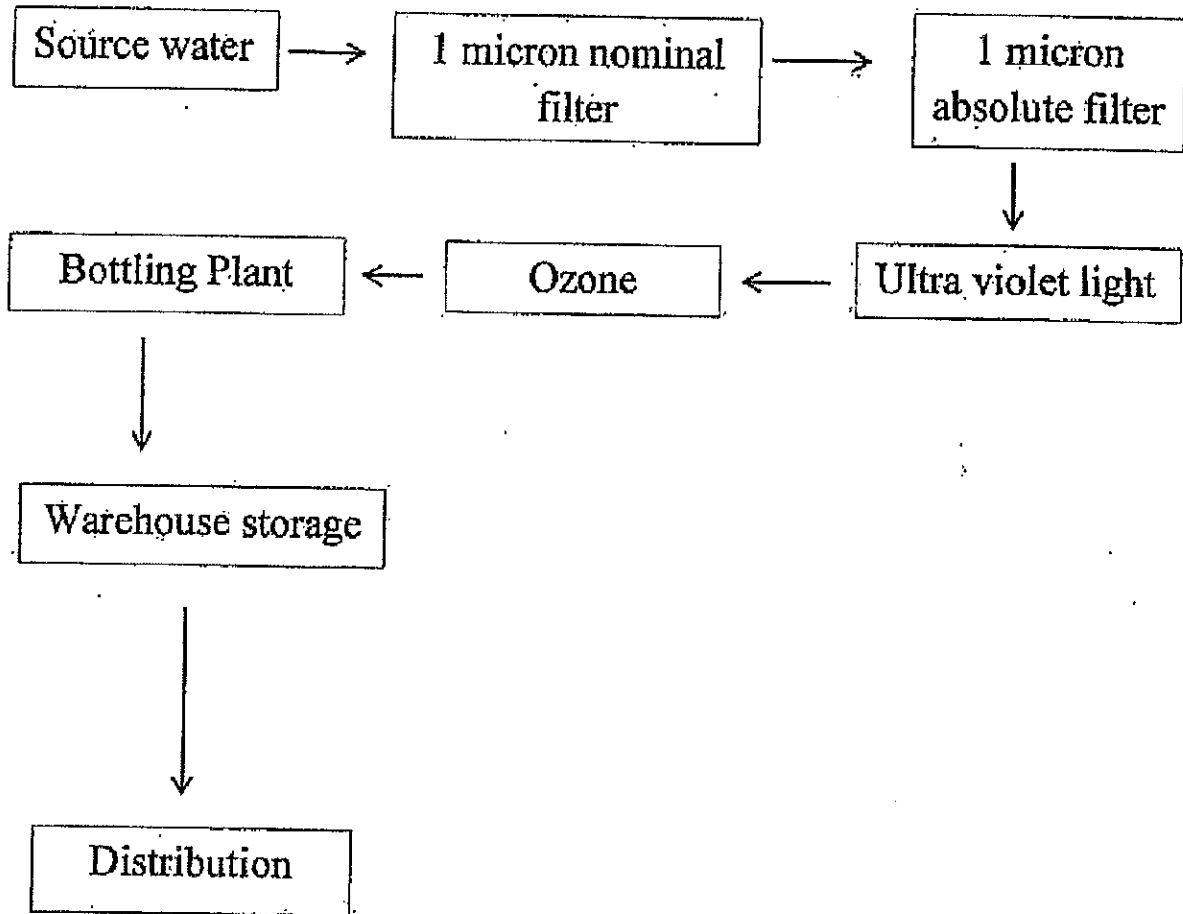 Source water
1 micron nominal
filter
1 micron
absolute filter
Ultra violet light
Ozone
Bottling Plant
Warehouse storage
Distribution